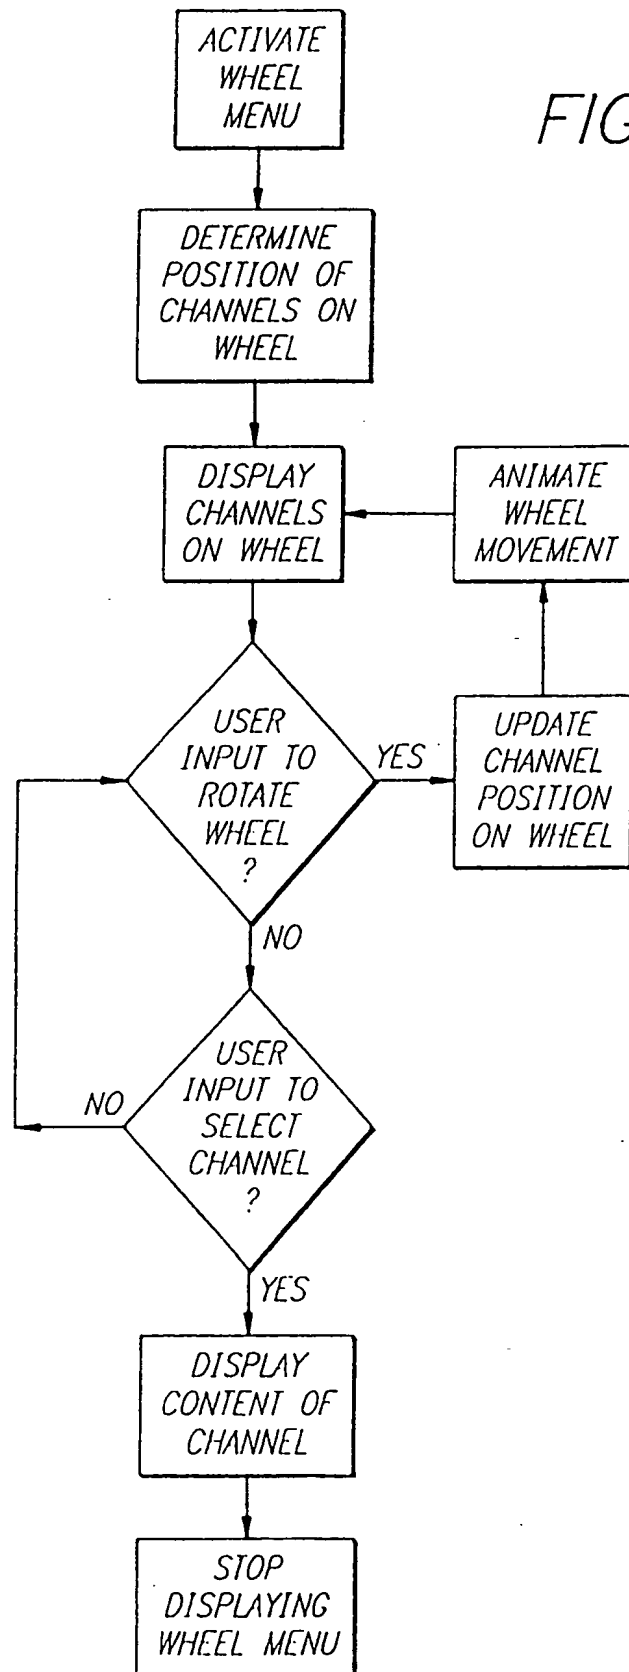 ACTIVATE
WHEEL
MENU
FIG
DETERMINE
POSITION OF
CHANNELS ON
WHEEL
DISPLAY
CHANNELS
ON WHEEL
ANIMATE
WHEEL
MOVEMENT
USER
INPUT TO
ROTATE
WHEEL
?
YES
UPDATE
CHANNEL
POSITION
ON WHEEL
NO
USER
INPUT TO
SELECT
CHANNEL
?
NO
YES
DISPLAY
CONTENT OF
CHANNEL
STOP
DISPLAYING
WHEEL MENU